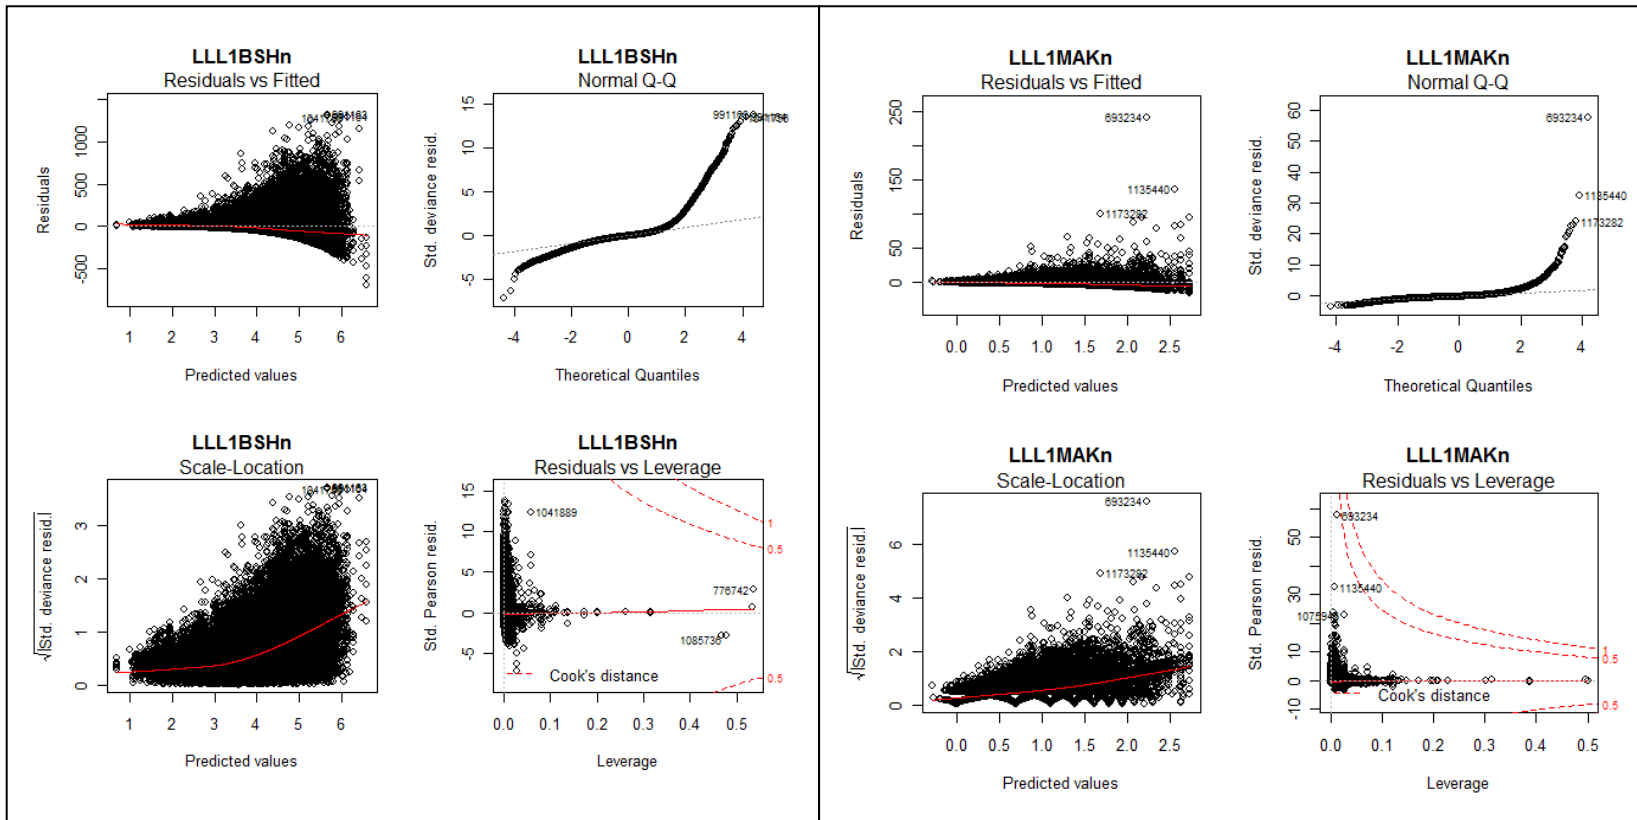 LLL1BSHn
Residuals vs Fitted
Residuals
1000
500
0
-500
1 2 3 4 5 6
Predicted values
LLL1BSHn
Normal Q-Q
Std. deviance resid.
15
10
5
0
-5
-4 -2 0 2 4
Theoretical Quantiles
LLL1BSHn
Scale-Location
√|Std. deviance resid.|
3
2
1
0
1 2 3 4 5 6
Predicted values
LLL1BSHn
Residuals vs Leverage
Std. Pearson resid.
15
10
5
0
-5
1041889
776742
1085736
1
0.5
0.5
Cook's distance
0.0 0.1 0.2 0.3 0.4 0.5
Leverage
LLL1MAKn
Residuals vs Fitted
Residuals
250
150
50
0
693234
1135440
1173282
0.0 0.5 1.0 1.5 2.0 2.5
Predicted values
LLL1MAKn
Normal Q-Q
Std. deviance resid.
60
50
40
30
20
10
0
693234
1135440
1173282
-4 -2 0 2 4
Theoretical Quantiles
LLL1MAKn
Scale-Location
√|Std. deviance resid.|
6
4
2
0
693234
1135440
1173282
0.0 0.5 1.0 1.5 2.0 2.5
Predicted values
LLL1MAKn
Residuals vs Leverage
Std. Pearson resid.
50
30
10
0
-10
693234
1135440
1
0.5
0.5
Cook's distance
0.0 0.1 0.2 0.3 0.4 0.5
Leverage